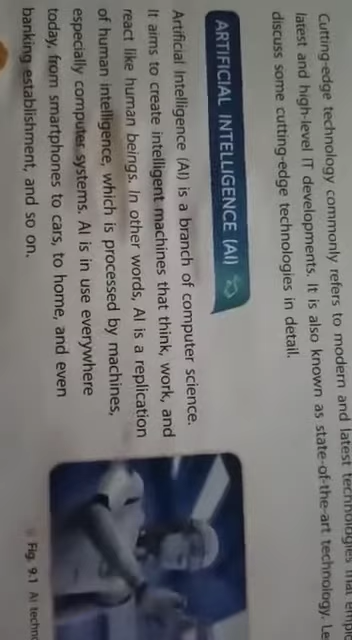 Cutting-edge technology commonly refers to modern and latest technologies that
latest and high-level IT developments. It is also known as state-of-the-art technology.
discuss some cutting-edge technologies in detail.
ARTIFICIAL INTELLIGENCE (AI)
Artificial Intelligence (AI) is a branch of computer science.
It aims to create intelligent machines that think, work, and
react like human beings. In other words, AI is a replication
of human intelligence, which is processed by machines,
especially computer systems. AI is in use everywhere
today, from smartphones to cars, to home, and even
banking establishment, and so on.
Fig. 9.1 AI